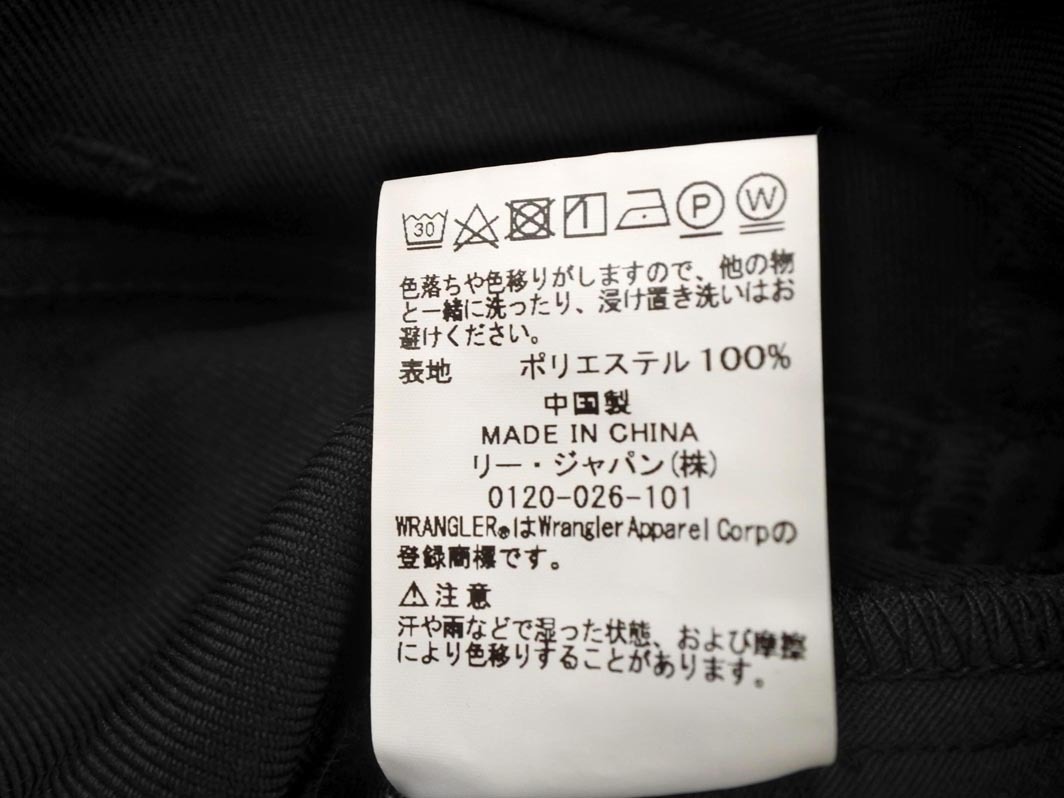 30 P W
色落ちや色移りがしますので、他の物
と一緒に洗ったり、浸け置き洗いはお
避けください。
表地 ポリエステル 100%
中国製
MADE IN CHINA
リー・ジャパン(株)
0120-026-101
WRANGLER®はWrangler Apparel Corpの
登録商標です。
⚠注意
汗や雨などで湿った状態、および摩擦
により色移りすることがあります。